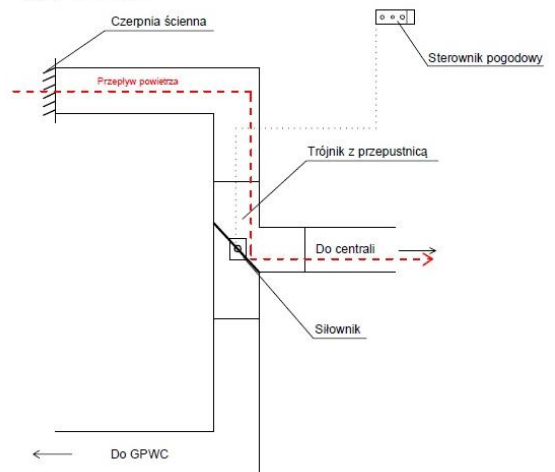 Czerpnia ścienna
Sterownik pogodowy
Przepływ powietrza
Trójnik z przepustnicą
Do centrali
Siłownik
Do GPWC